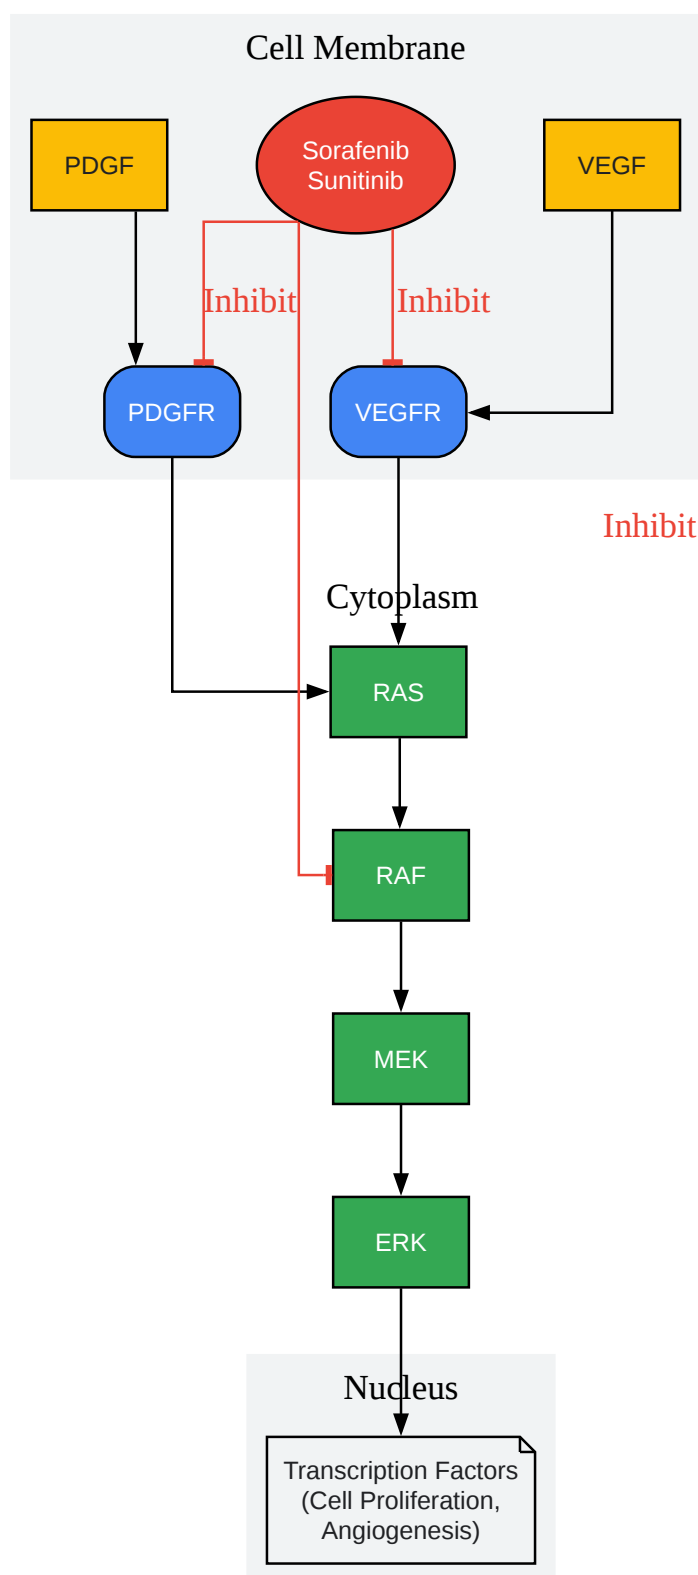 Cell Membrane
PDGF
Sorafenib
Sunitinib
VEGF
Inhibit
Inhibit
PDGFR
VEGFR
Inhibit
Cytoplasm
RAS
RAF
MEK
ERK
Nucleus
Transcription Factors
(Cell Proliferation,
Angiogenesis)